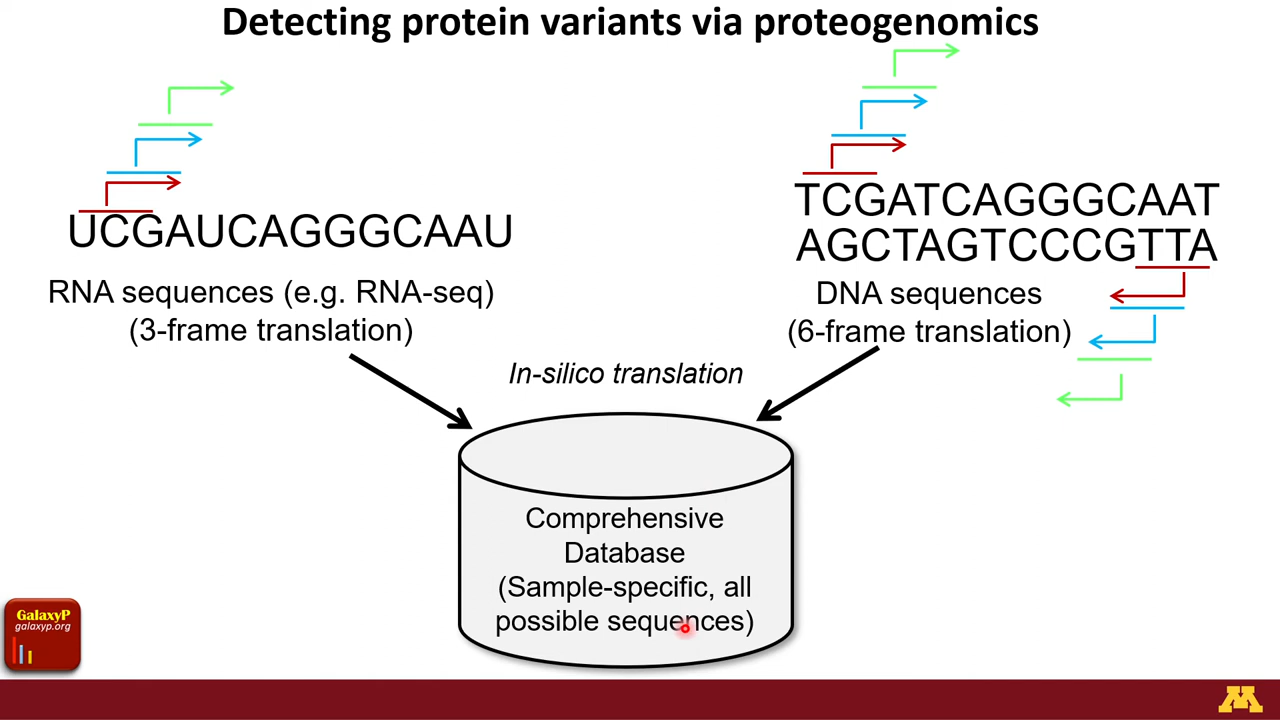 Detecting protein variants via proteogenomics
UCGAUCAGGGCAAU
RNA sequences (e.g. RNA-seq)
(3-frame translation)
TCGATCAGGGCAAT
AGCTAGTCCCGTTA
DNA sequences
(6-frame translation)
In-silico translation
Comprehensive
Database
(Sample-specific, all
possible sequences)
GalaxyP
galaxyp.org
M